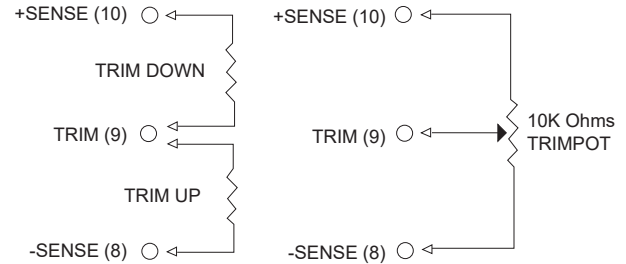 +SENSE (10)
TRIM DOWN
TRIM (9)
TRIM UP
-SENSE (8)
+SENSE (10)
TRIM (9)
10K Ohms
TRIMPOT
-SENSE (8)